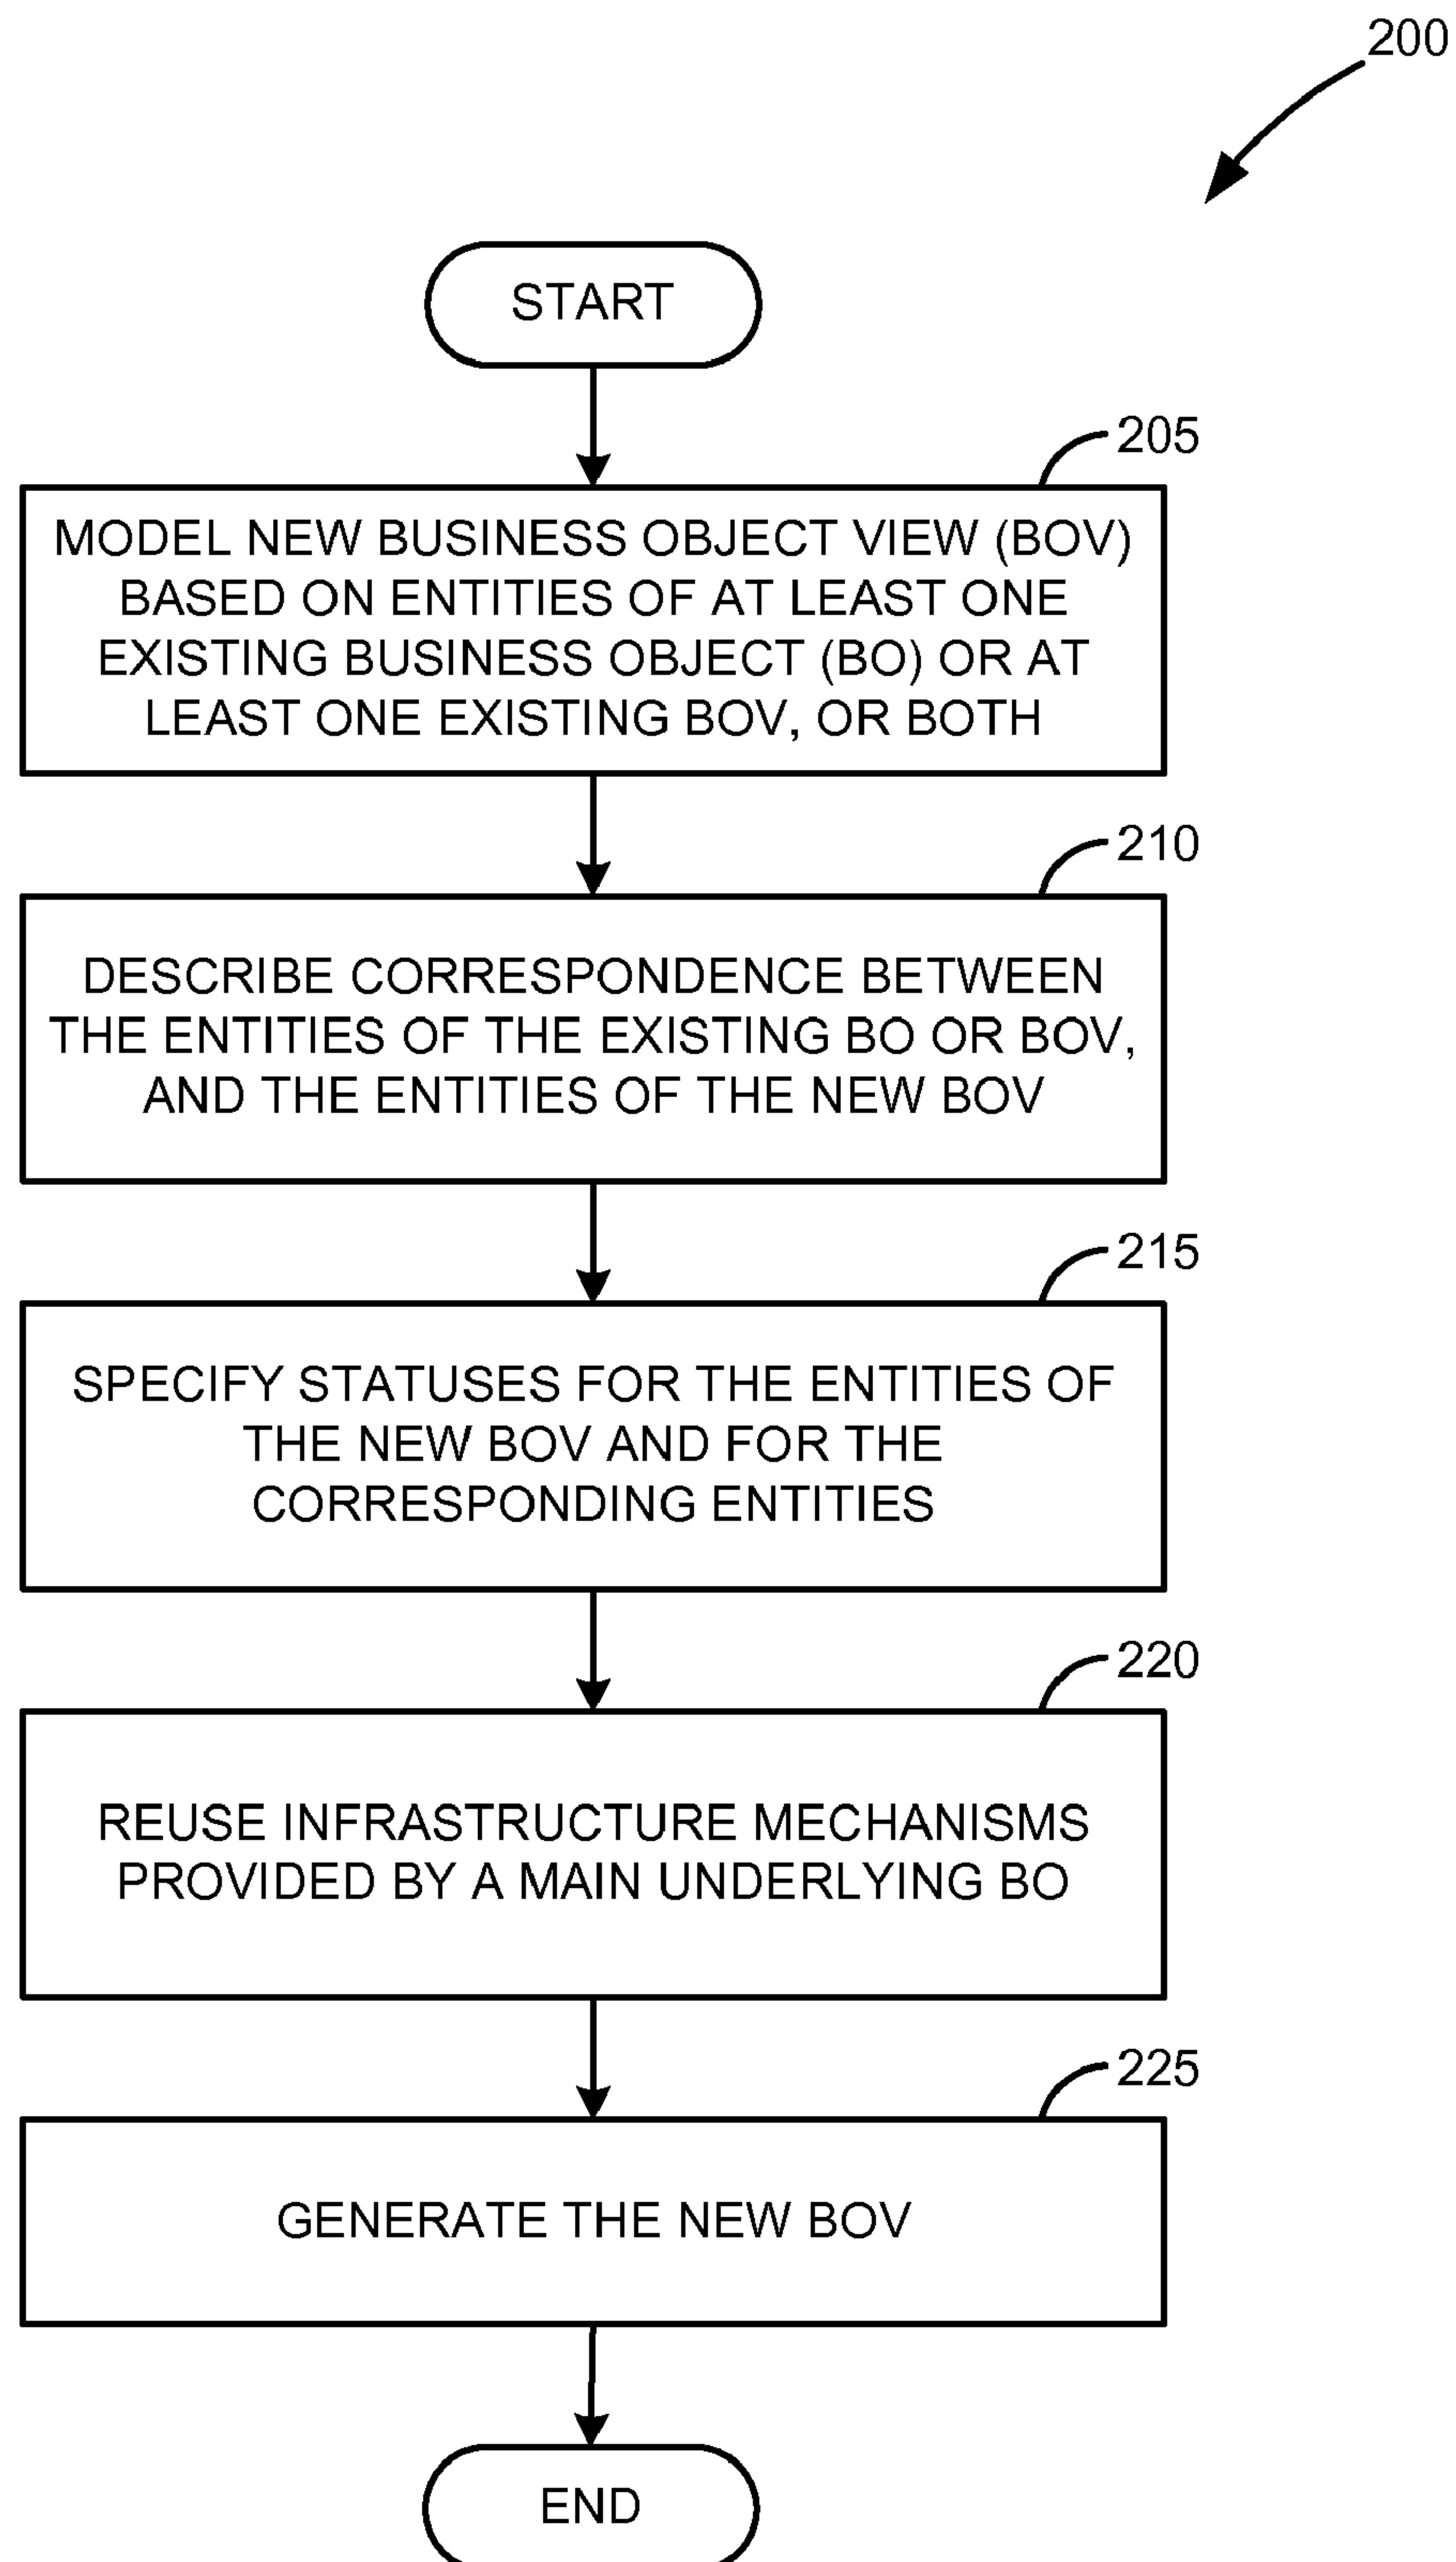 200
START
205
MODEL NEW BUSINESS OBJECT VIEW (BOV)
BASED ON ENTITIES OF AT LEAST ONE
EXISTING BUSINESS OBJECT (BO) OR AT
LEAST ONE EXISTING BOV, OR BOTH
210
DESCRIBE CORRESPONDENCE BETWEEN
THE ENTITIES OF THE EXISTING BO OR BOV,
AND THE ENTITIES OF THE NEW BOV
215
SPECIFY STATUSES FOR THE ENTITIES OF
THE NEW BOV AND FOR THE
CORRESPONDING ENTITIES
220
REUSE INFRASTRUCTURE MECHANISMS
PROVIDED BY A MAIN UNDERLYING BO
225
GENERATE THE NEW BOV
END